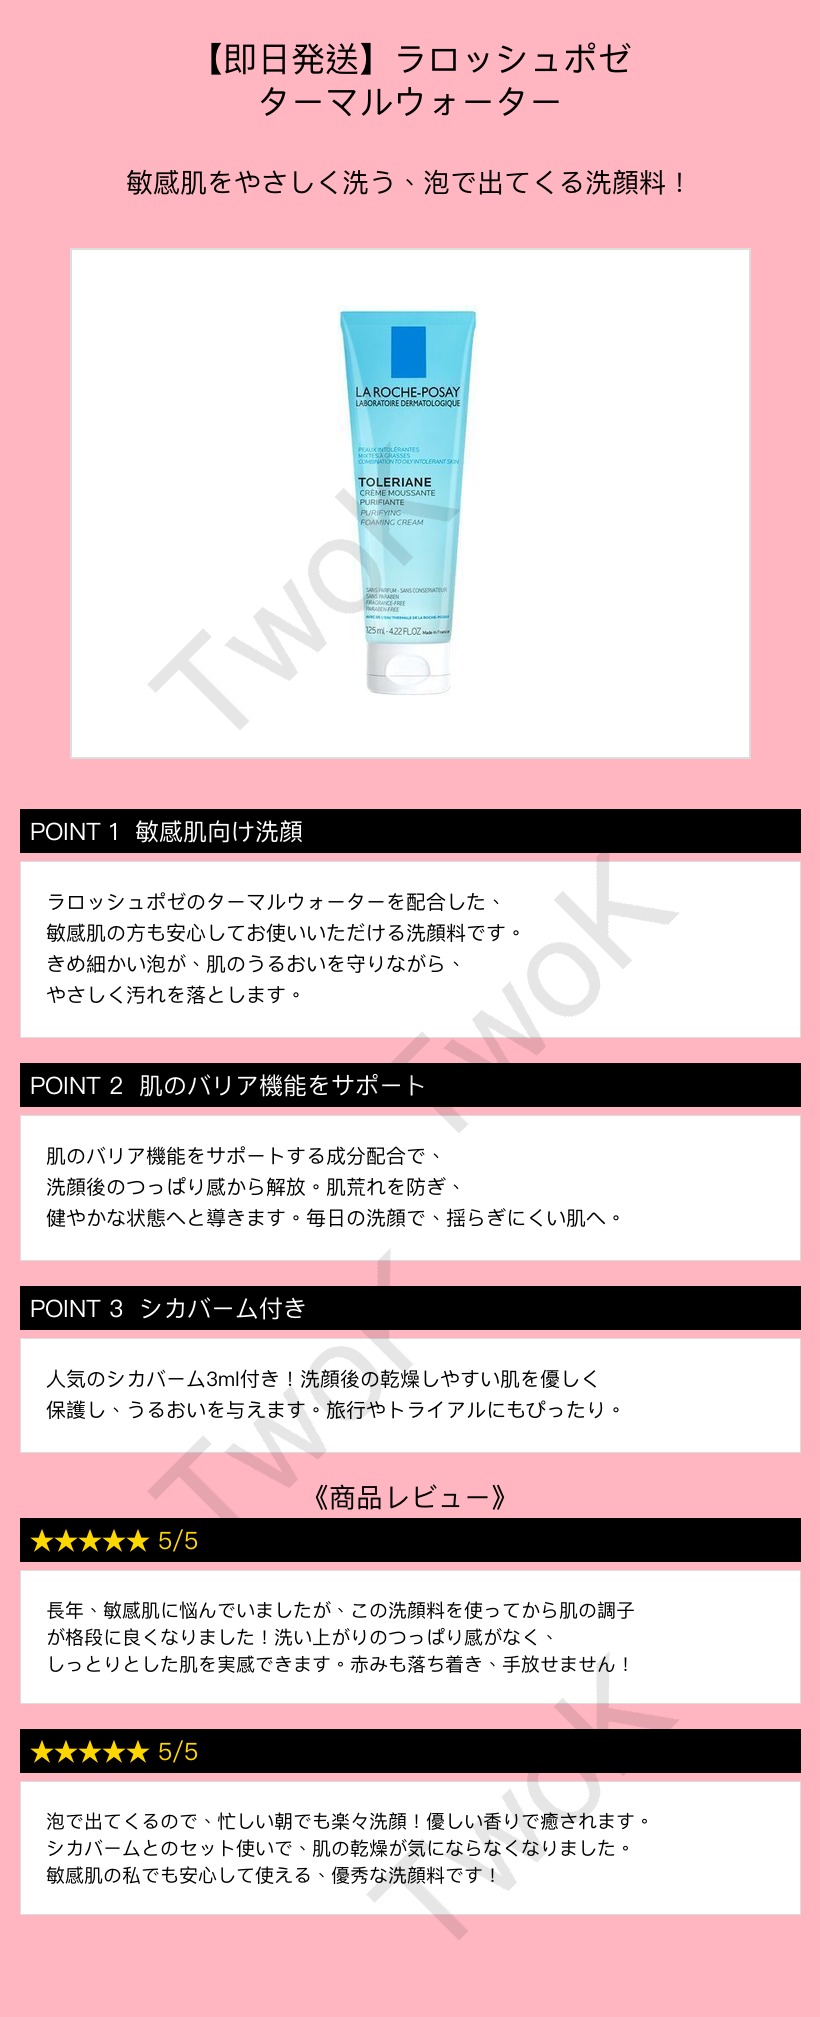 【即日発送】ラロッシュポゼ
ターマルウォーター
敏感肌をやさしく洗う、泡で出てくる洗顔料！
LA ROCHE-POSAY
LABORATOIRE DERMATOLOGIQUE
PEAUX INTOLÉRANTES
MIXTES À GRASSES
COMBINATION TO OILY INTOLERANT SKIN
TOLERIANE
CRÈME MOUSSANTE
PURIFIANTE
PURIFYING
FOAMING CREAM
SANS PARFUM - SANS CONSERVATEUR
SANS PARABEN
FRAGRANCE-FREE
PARABEN-FREE
AVEC DE L'EAU THERMALE DE LA ROCHE-POSAY
125 ml - 4.22 FL.OZ Made in France
TwoK
POINT 1 敏感肌向け洗顔
ラロッシュポゼのターマルウォーターを配合した、
敏感肌の方も安心してお使いいただける洗顔料です。
きめ細かい泡が、肌のうるおいを守りながら、
やさしく汚れを落とします。
TwoK
POINT 2 肌のバリア機能をサポート
肌のバリア機能をサポートする成分配合で、
洗顔後のつっぱり感から解放。肌荒れを防ぎ、
健やかな状態へと導きます。毎日の洗顔で、揺らぎにくい肌へ。
POINT 3 シカバーム付き
人気のシカバーム3ml付き！洗顔後の乾燥しやすい肌を優しく
保護し、うるおいを与えます。旅行やトライアルにもぴったり。
TwoK
《商品レビュー》
★★★★★ 5/5
長年、敏感肌に悩んでいましたが、この洗顔料を使ってから肌の調子
が格段に良くなりました！洗い上がりのつっぱり感がなく、
しっとりとした肌を実感できます。赤みも落ち着き、手放せません！
★★★★★ 5/5
泡で出てくるので、忙しい朝でも楽々洗顔！優しい香りで癒されます。
シカバームとのセット使いで、肌の乾燥が気にならなくなりました。
敏感肌の私でも安心して使える、優秀な洗顔料です！
TwoK